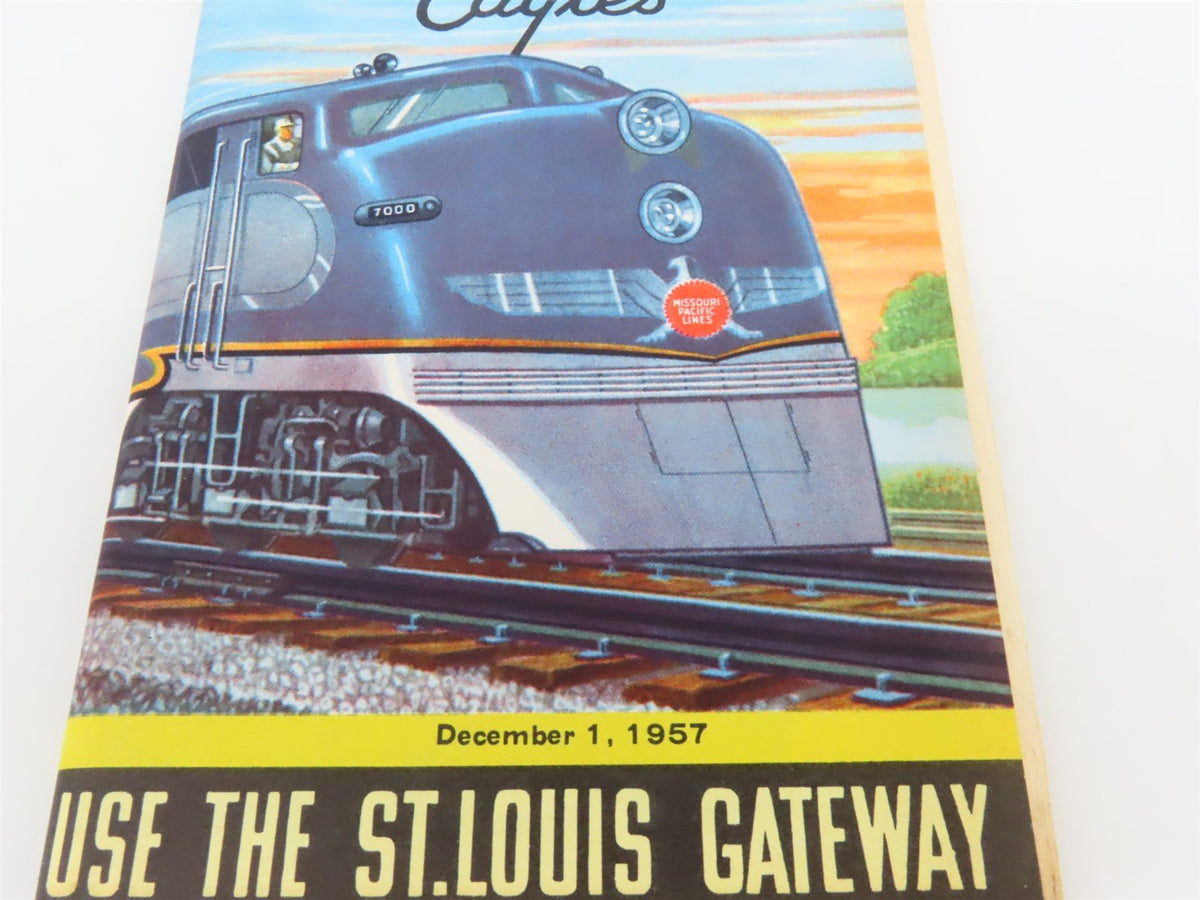 Eagles
7000
MISSOURI
PACIFIC
LINES
December 1, 1957
USE THE ST. LOUIS GATEWAY